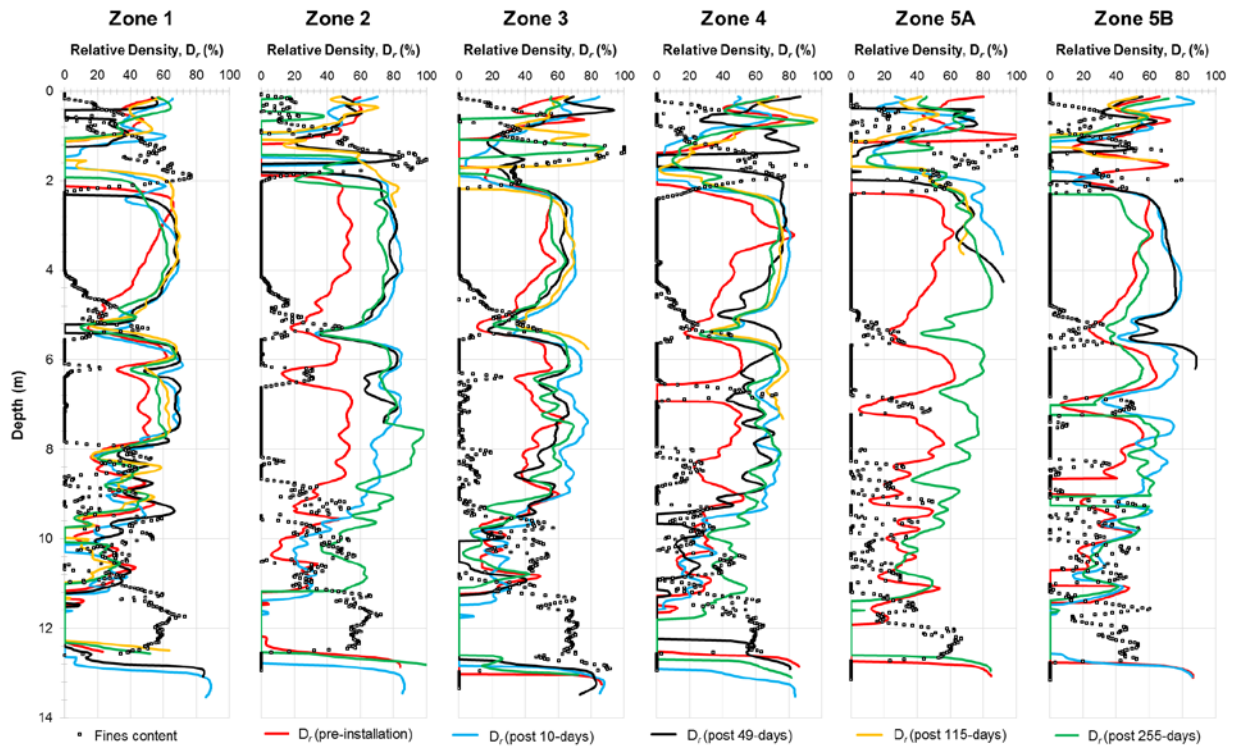 Zone 1 Zone 2 Zone 3 Zone 4 Zone 5A Zone 5B
Relative Density, Dr (%) Relative Density, Dr (%) Relative Density, Dr (%) Relative Density, Dr (%) Relative Density, Dr (%) Relative Density, Dr (%)
0 20 40 60 80 100 0 20 40 60 80 100 0 20 40 60 80 100 0 20 40 60 80 100 0 20 40 60 80 100 0 20 40 60 80 100
0
2
4
6
Depth (m)
8
10
12
14
Fines content Dr (pre-installation) Dr (post 10-days) Dr (post 49-days) Dr (post 115-days) Dr (post 255-days)